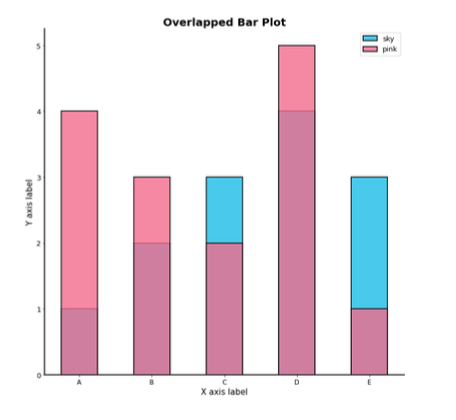 Overlapped Bar Plot
sky
pink
Y axis label
5
4
3
2
1
0
A B C D E
X axis label